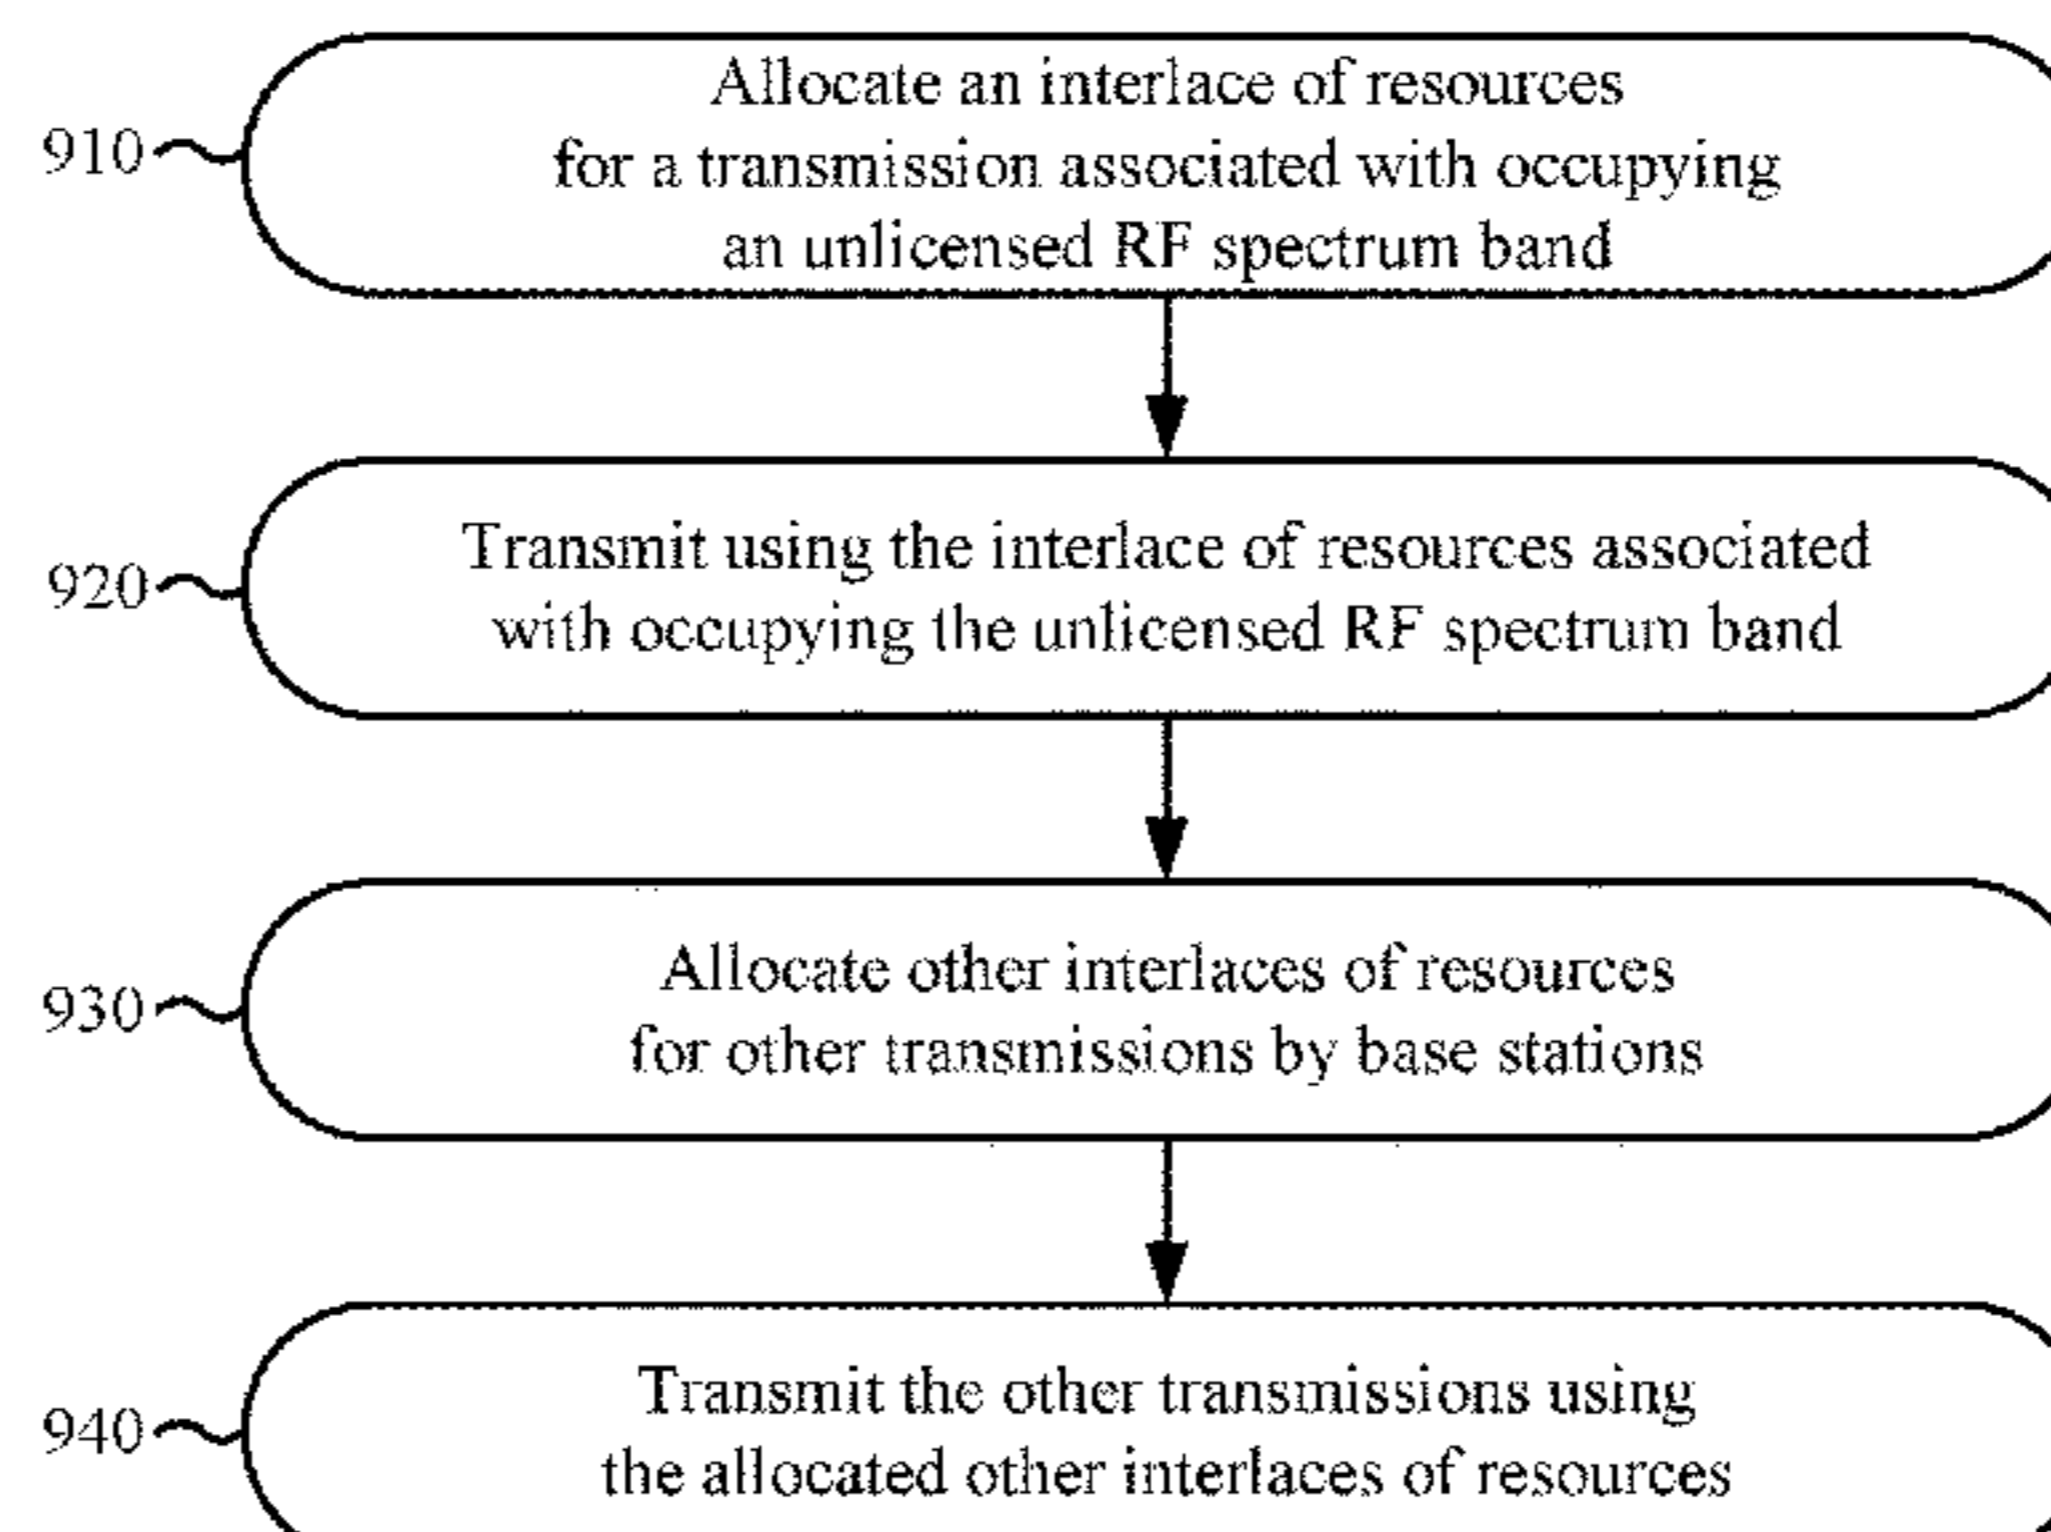 Allocate an interlace of resources
910
for a transmission associated with occupying
an unlicensed RF spectrum band
Transmit using the interlace of resources associated
920
with occupying the unlicensed RF spectrum band
Allocate other interlaces of resources
930
for other transmissions by base stations
Transmit the other transmissions using
940
the allocated other interlaces of resources